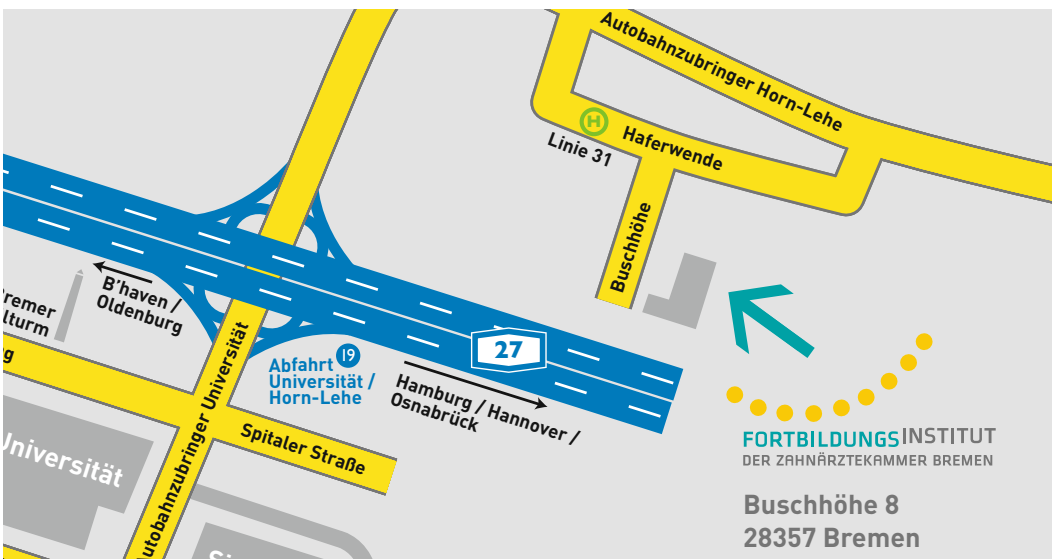 Autobahnzubringer Horn-Lehe
H
Haferwende
Linie 31
Buschhöhe
B'haven /
Oldenburg
27
Abfahrt 19
Universität /
Horn-Lehe
Hamburg / Hannover /
Osnabrück
Autobahnzubringer Universität
Spitaler Straße
Universität
FORTBILDUNGSINSTITUT
DER ZAHNÄRZTEKAMMER BREMEN
Buschhöhe 8
28357 Bremen